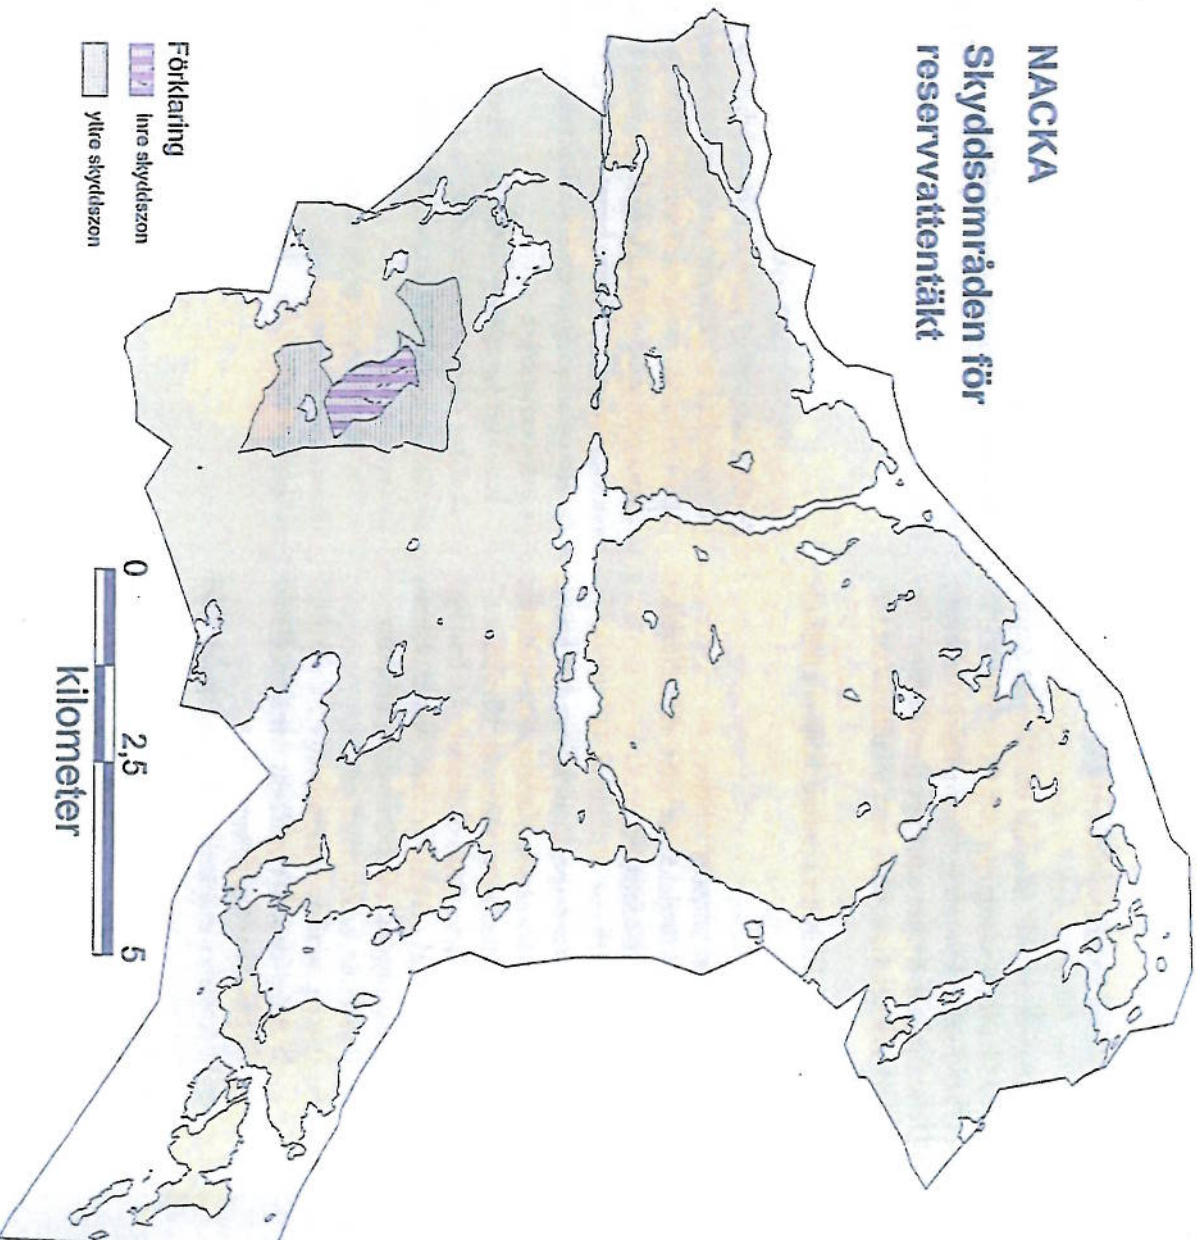 NACKA
Skyddsområden för
reservvattentäkt
Förklaring
inre skyddszon
yttre skyddszon
0 2,5 5
kilometer